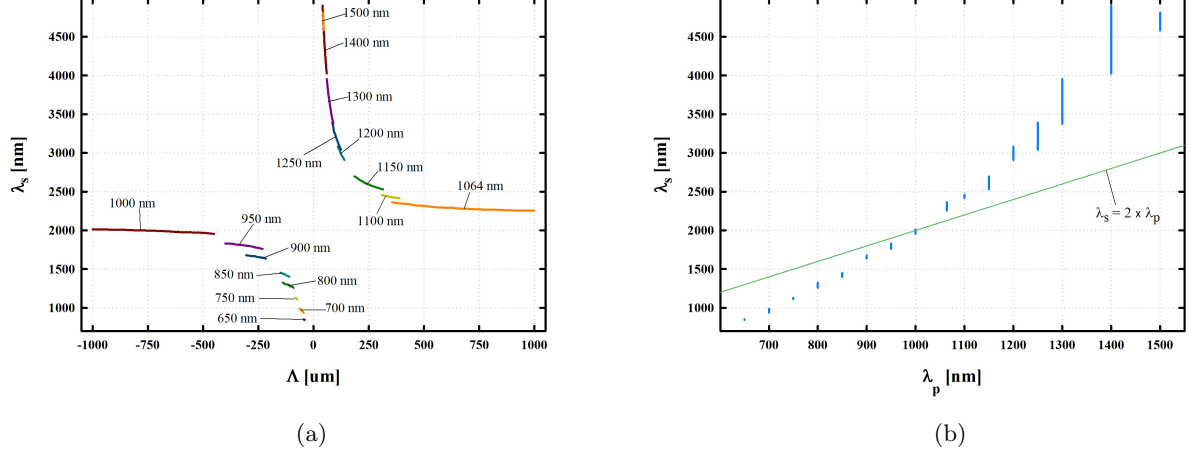 1500 nm
4500
1400 nm
4000
1300 nm
3500
1200 nm
3000
1250 nm
1150 nm
λs [nm]
2500
1064 nm
1100 nm
1000 nm
2000
950 nm
900 nm
1500
850 nm
800 nm
750 nm
1000
700 nm
650 nm
-1000 -750 -500 -250 0 250 500 750 1000
Λ [um]
(a)
4500
4000
3500
3000
λs [nm]
2500
λs = 2 x λp
2000
1500
1000
700 800 900 1000 1100 1200 1300 1400 1500
λp [nm]
(b)